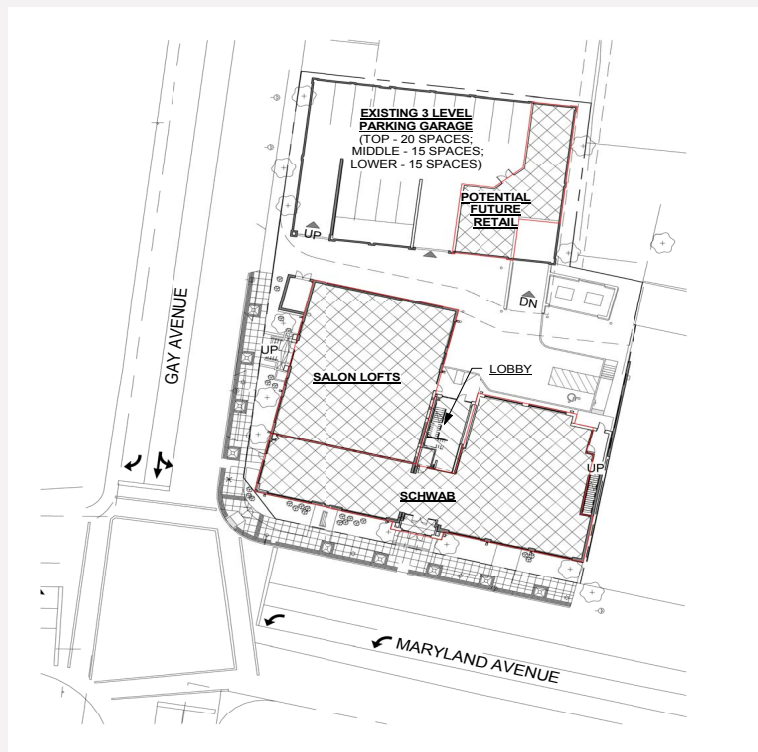 EXISTING 3 LEVEL
PARKING GARAGE
(TOP - 20 SPACES;
MIDDLE - 15 SPACES;
LOWER - 15 SPACES)
POTENTIAL
FUTURE
RETAIL
UP
DN
GAY AVENUE
UP
SALON LOFTS
LOBBY
UP
SCHWAB
MARYLAND AVENUE